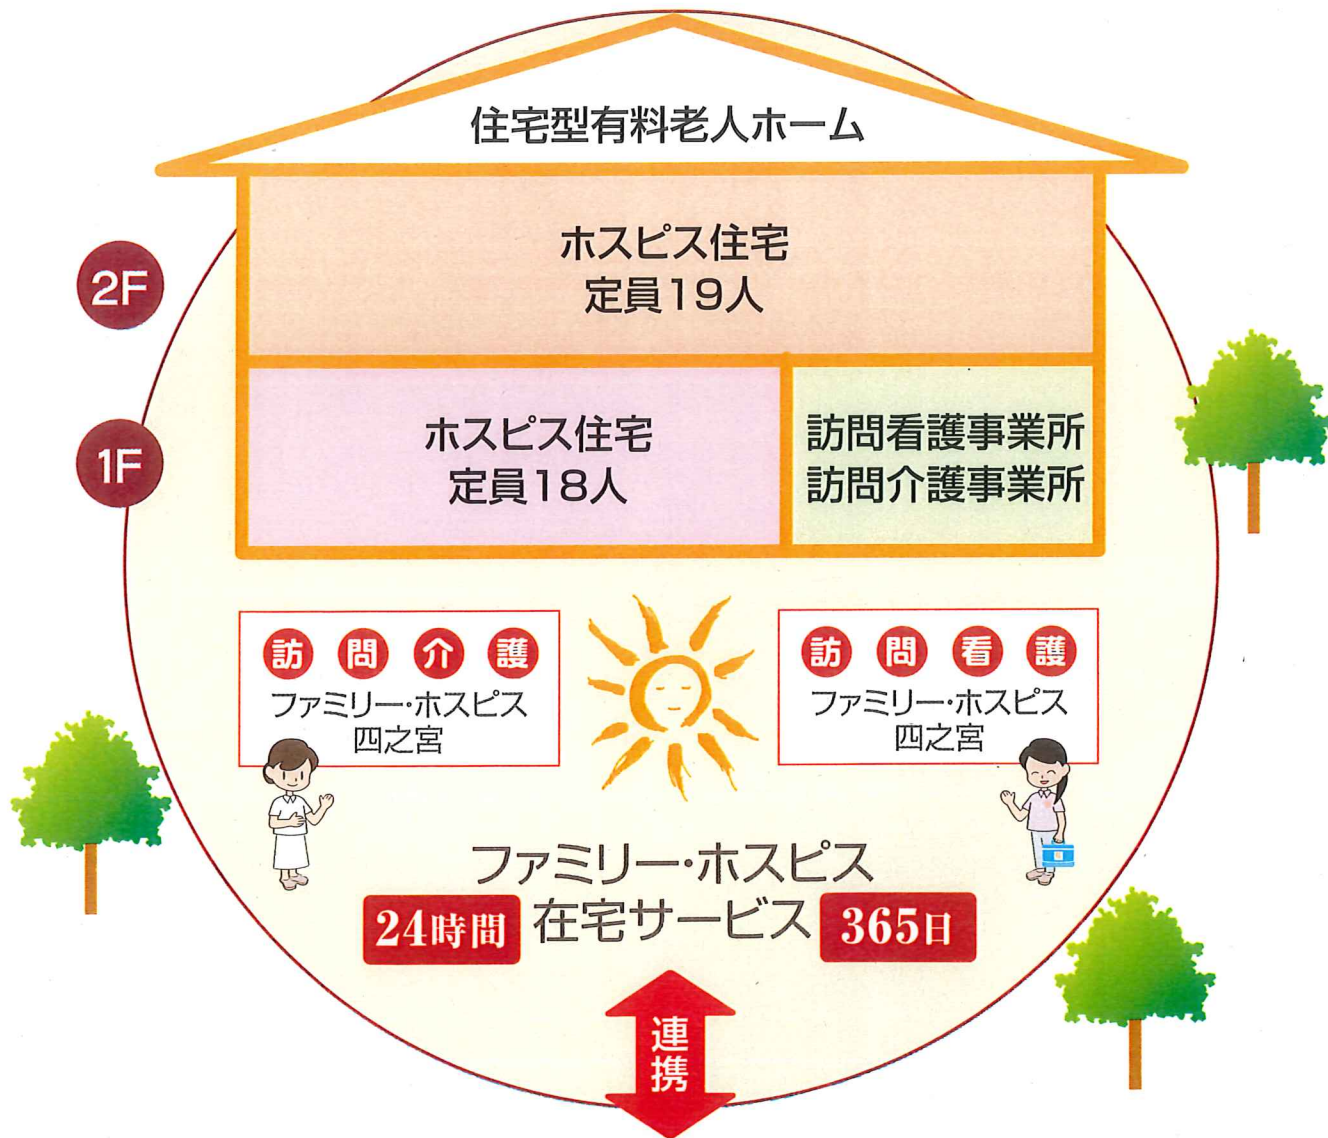 住宅型有料老人ホーム
2F
ホスピス住宅
定員19人
1F
ホスピス住宅
定員18人
訪問看護事業所
訪問介護事業所
訪問介護
ファミリー・ホスピス
四之宮
訪問看護
ファミリー・ホスピス
四之宮
ファミリー・ホスピス
24時間 在宅サービス 365日
連携